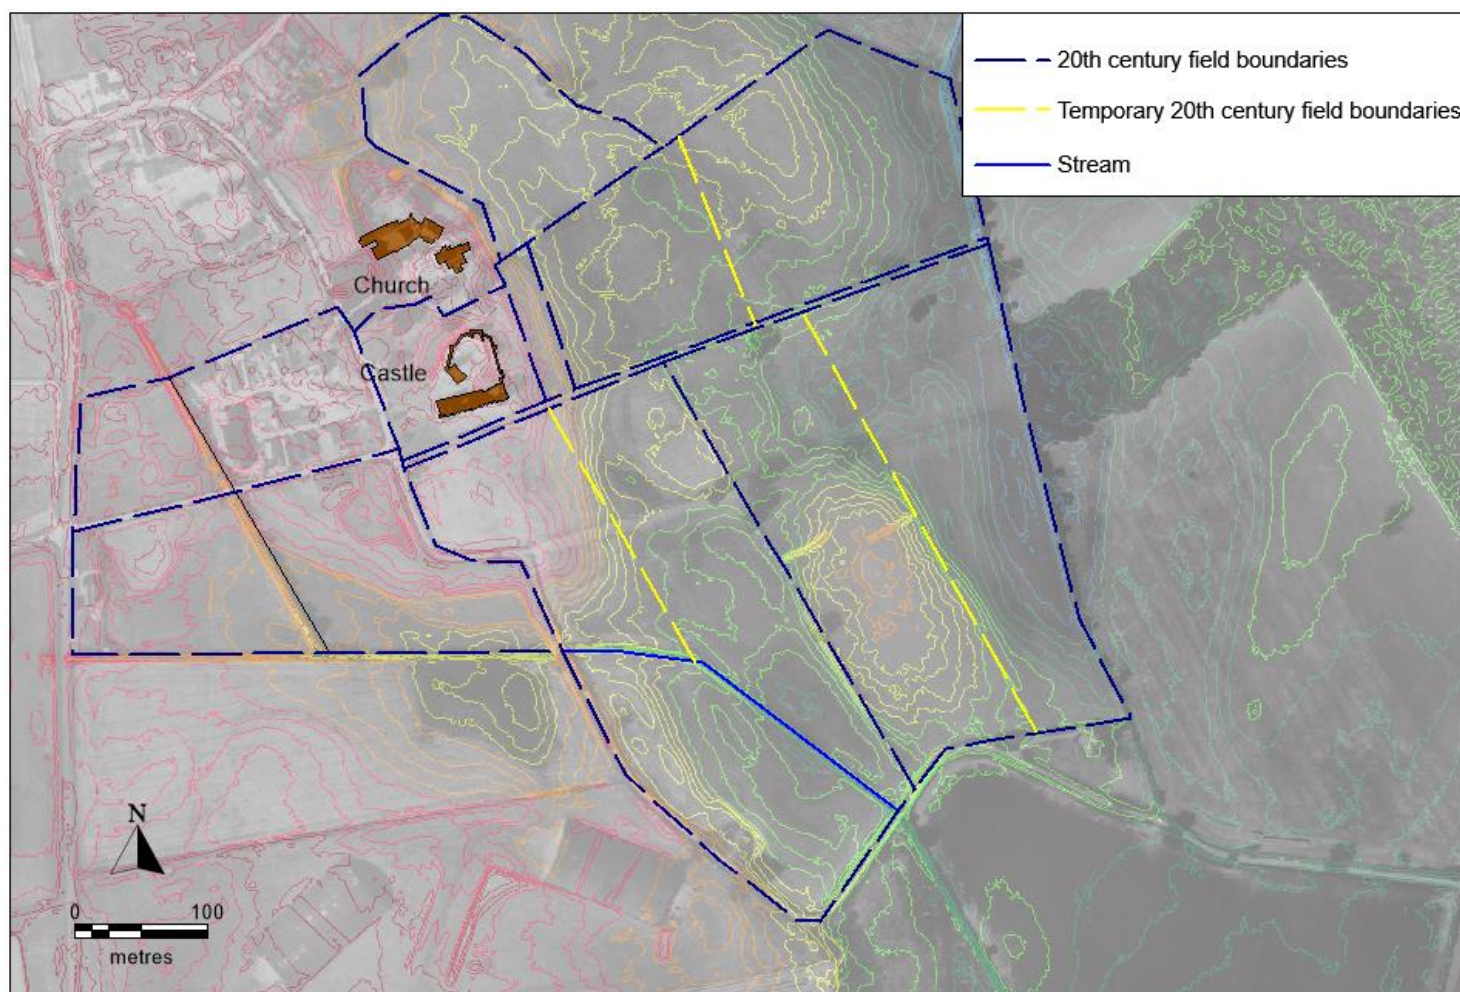 20th century field boundaries
Temporary 20th century field boundaries
Stream
Church
Castle
N
0 100
metres